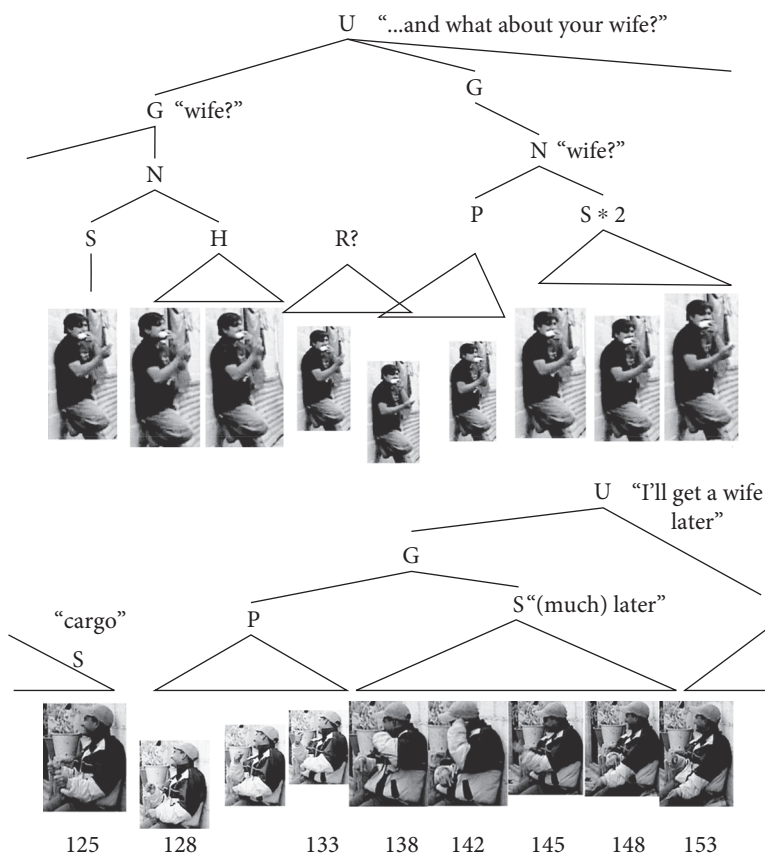 U “...and what about your wife?”
G
G “wife?”
N “wife?”
N
P S * 2
S H R?
U “I'll get a wife
later”
G
“cargo” P S “(much) later”
S
125 128 133 138 142 145 148 153